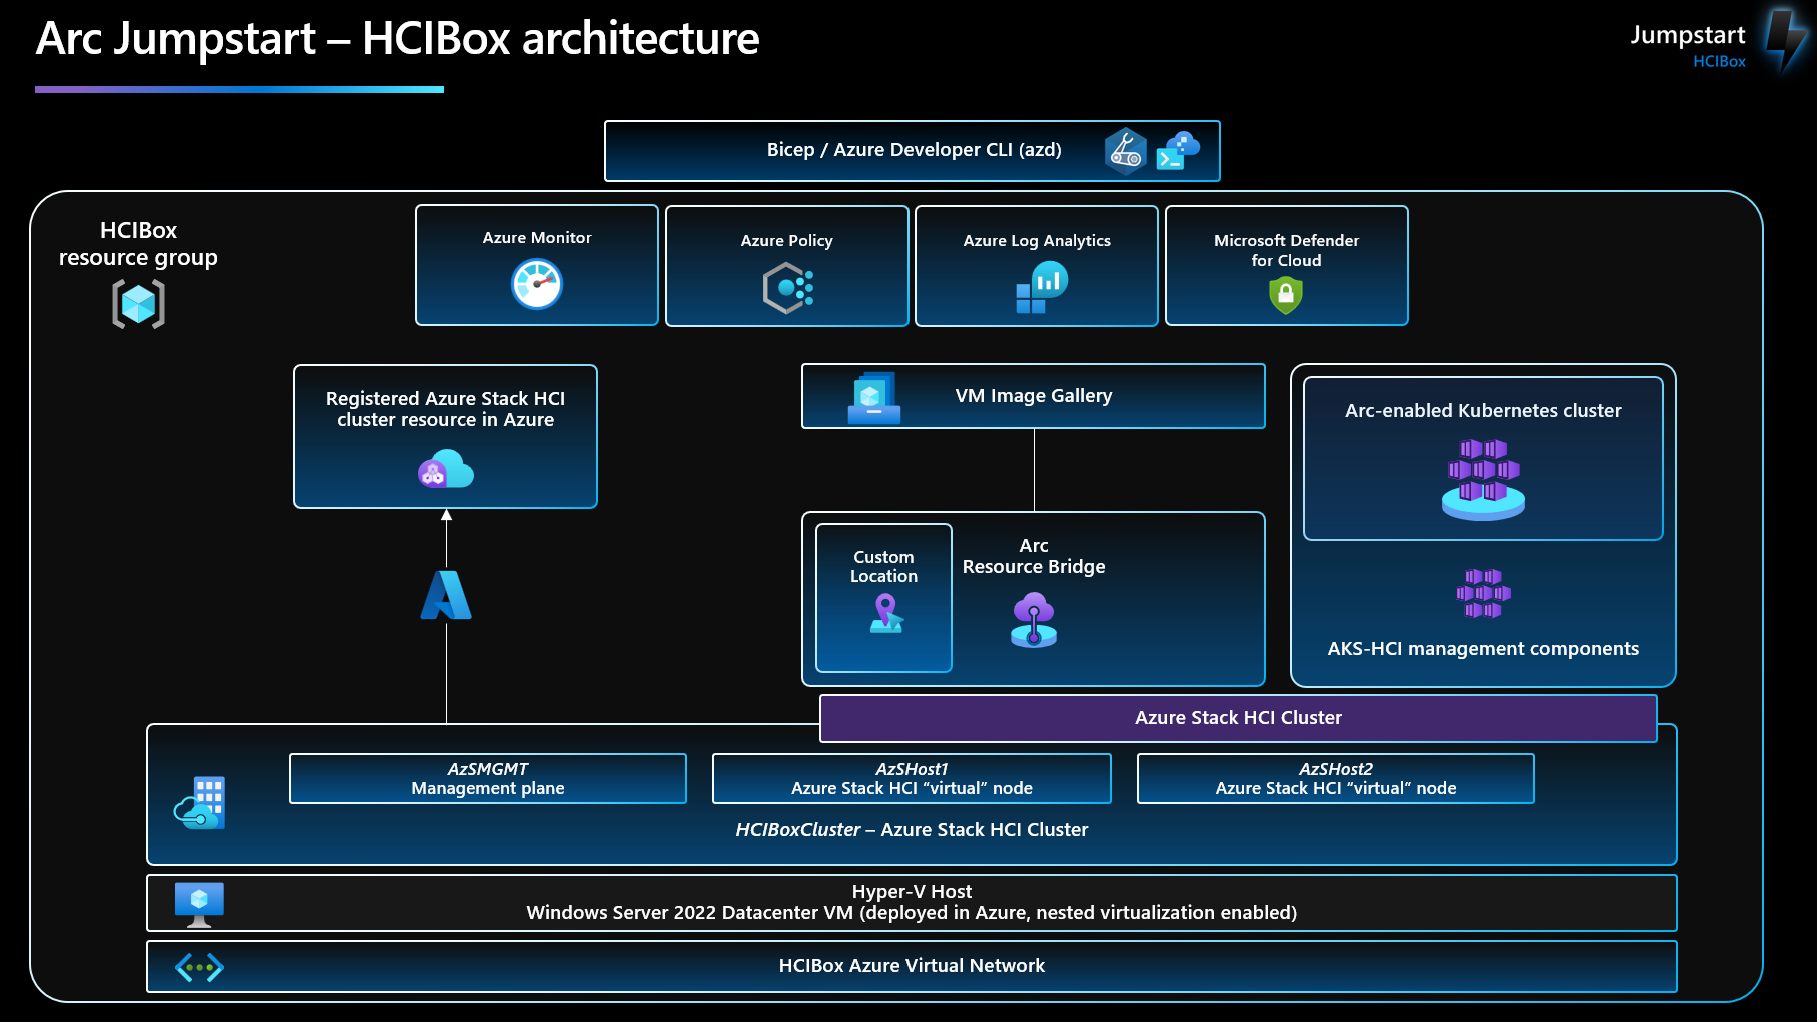 Arc Jumpstart – HCIBox architecture
Jumpstart
HCIBox
Bicep / Azure Developer CLI (azd)
HCIBox
resource group
Azure Monitor
Azure Policy
Azure Log Analytics
Microsoft Defender
for Cloud
Registered Azure Stack HCI
cluster resource in Azure
VM Image Gallery
Arc-enabled Kubernetes cluster
Custom
Location
Arc
Resource Bridge
AKS-HCI management components
Azure Stack HCI Cluster
AzSMGMT
Management plane
AzSHost1
Azure Stack HCI “virtual” node
AzSHost2
Azure Stack HCI “virtual” node
HCIBoxCluster – Azure Stack HCI Cluster
Hyper-V Host
Windows Server 2022 Datacenter VM (deployed in Azure, nested virtualization enabled)
HCIBox Azure Virtual Network